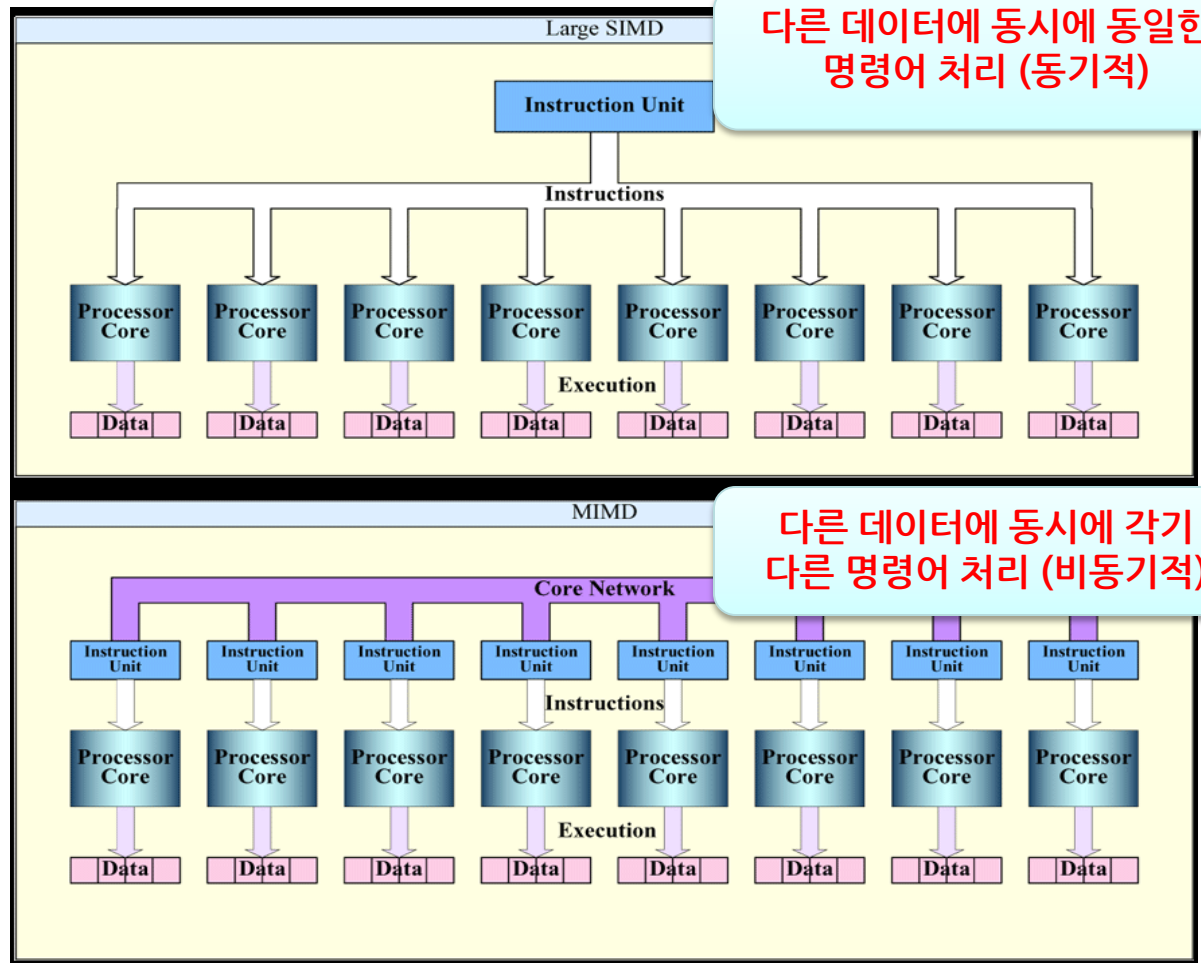 Large SIMD
다른 데이터에 동시에 동일한
명령어 처리 (동기적)
Instruction Unit
Instructions
Processor Core
Processor Core
Processor Core
Processor Core
Processor Core
Processor Core
Processor Core
Processor Core
Execution
Data
Data
Data
Data
Data
Data
Data
Data
MIMD
다른 데이터에 동시에 각기
다른 명령어 처리 (비동기적)
Core Network
Instruction Unit
Instruction Unit
Instruction Unit
Instruction Unit
Instruction Unit
Instruction Unit
Instruction Unit
Instruction Unit
Instructions
Processor Core
Processor Core
Processor Core
Processor Core
Processor Core
Processor Core
Processor Core
Processor Core
Execution
Data
Data
Data
Data
Data
Data
Data
Data